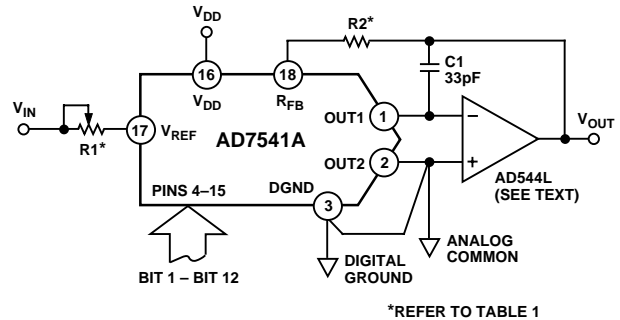 VDD
R2*
C1
33pF
16
18
VDD
RFB
VIN
R1*
17
VREF
AD7541A
OUT1
1
OUT2
2
−
+
VOUT
AD544L
(SEE TEXT)
PINS 4–15
DGND
3
BIT 1 – BIT 12
DIGITAL
GROUND
ANALOG
COMMON
*REFER TO TABLE 1